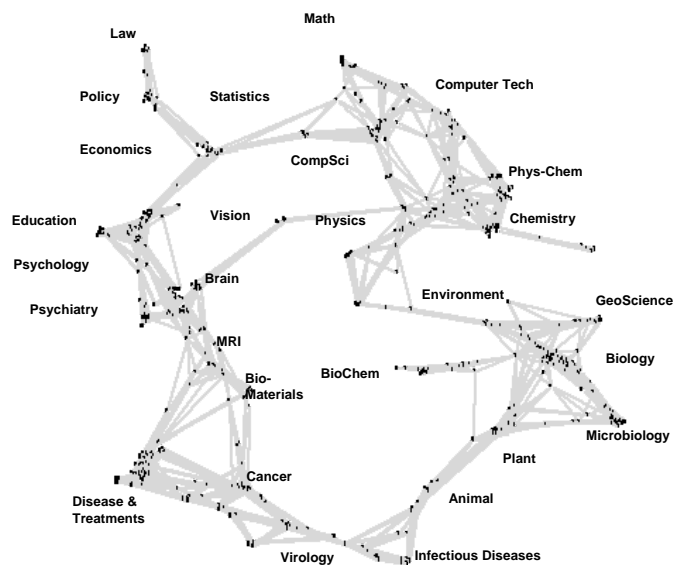 Math
Law
Computer Tech
Policy
Statistics
Economics
CompSci
Phys-Chem
Education
Vision
Physics
Chemistry
Psychology
Brain
Environment
GeoScience
Psychiatry
MRI
Biology
BioChem
Bio-
Materials
Microbiology
Plant
Cancer
Animal
Disease &
Treatments
Virology
Infectious Diseases